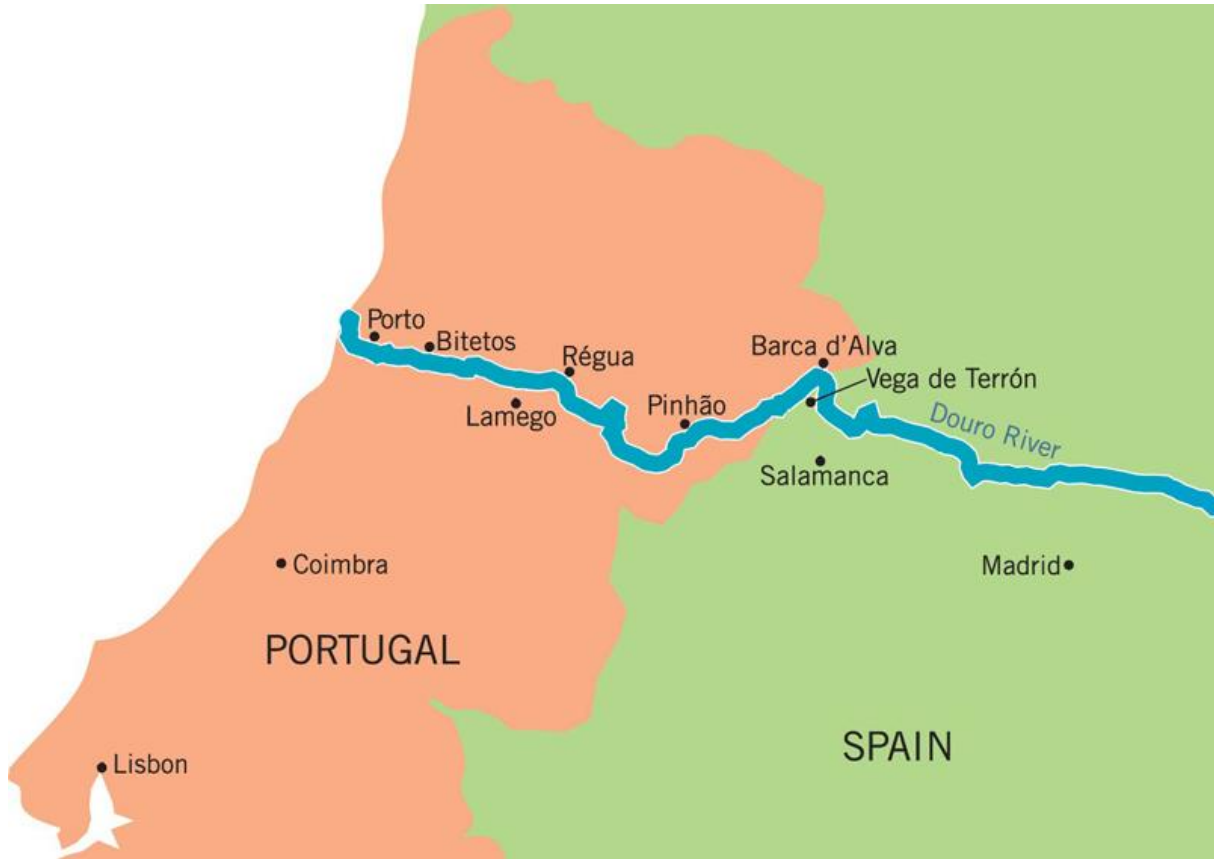 Porto
Bitetos
Régua
Barca d'Alva
Vega de Terrón
Lamego
Pinhão
Douro River
Salamanca
Coimbra
Madrid
PORTUGAL
SPAIN
Lisbon